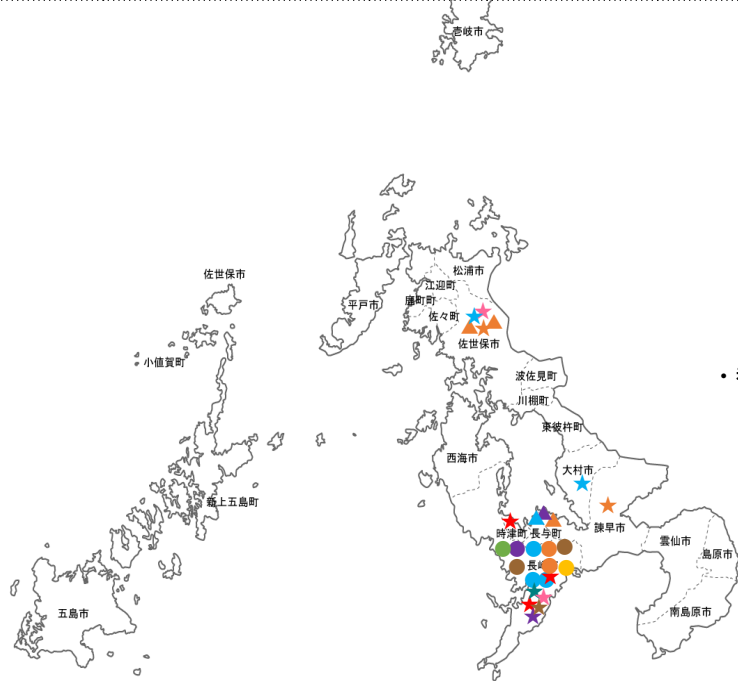 壱岐市
松浦市
佐世保市
江迎町
鹿町町
平戸市
佐々町
佐世保市
小値賀町
波佐見町
川棚町
東彼杵町
西海市
大村市
新上五島町
時津町
長与町
諫早市
雲仙市
島原市
長崎
五島市
南島原市